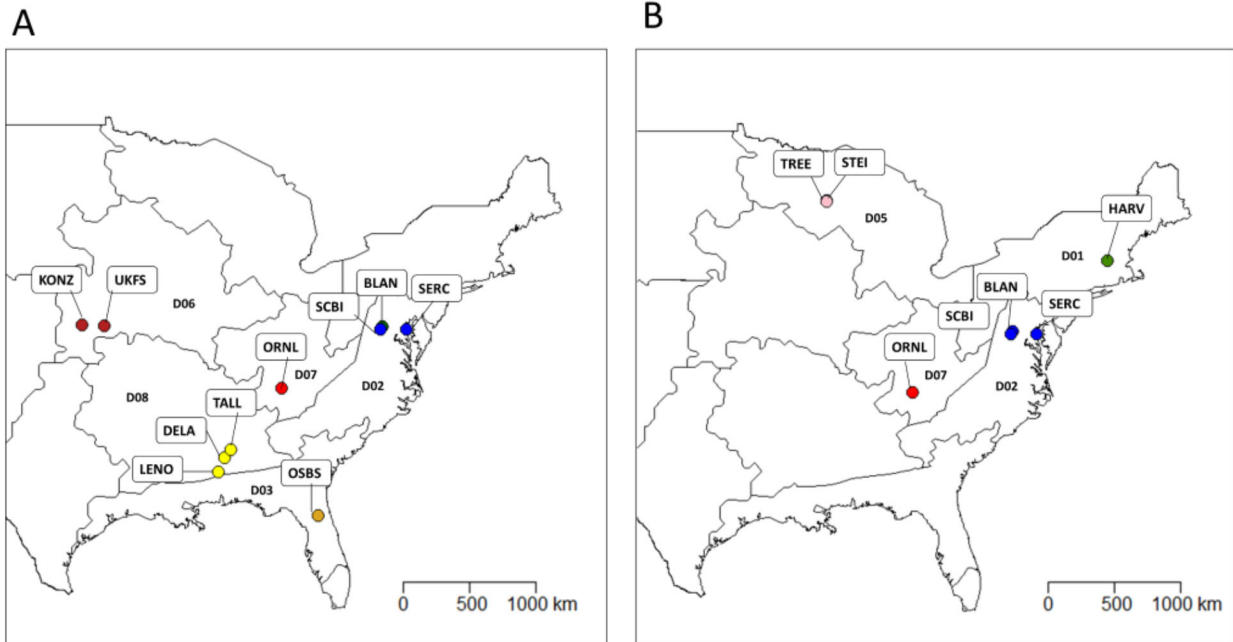 A
B
TREE
STEI
D05
HARV
D01
KONZ
UKFS
D06
SCBI
BLAN
SERC
BLAN
SERC
SCBI
ORNL
D07
D02
ORNL
D07
D02
D08
TALL
DELA
LENO
OSBS
D03
0 500 1000 km
0 500 1000 km